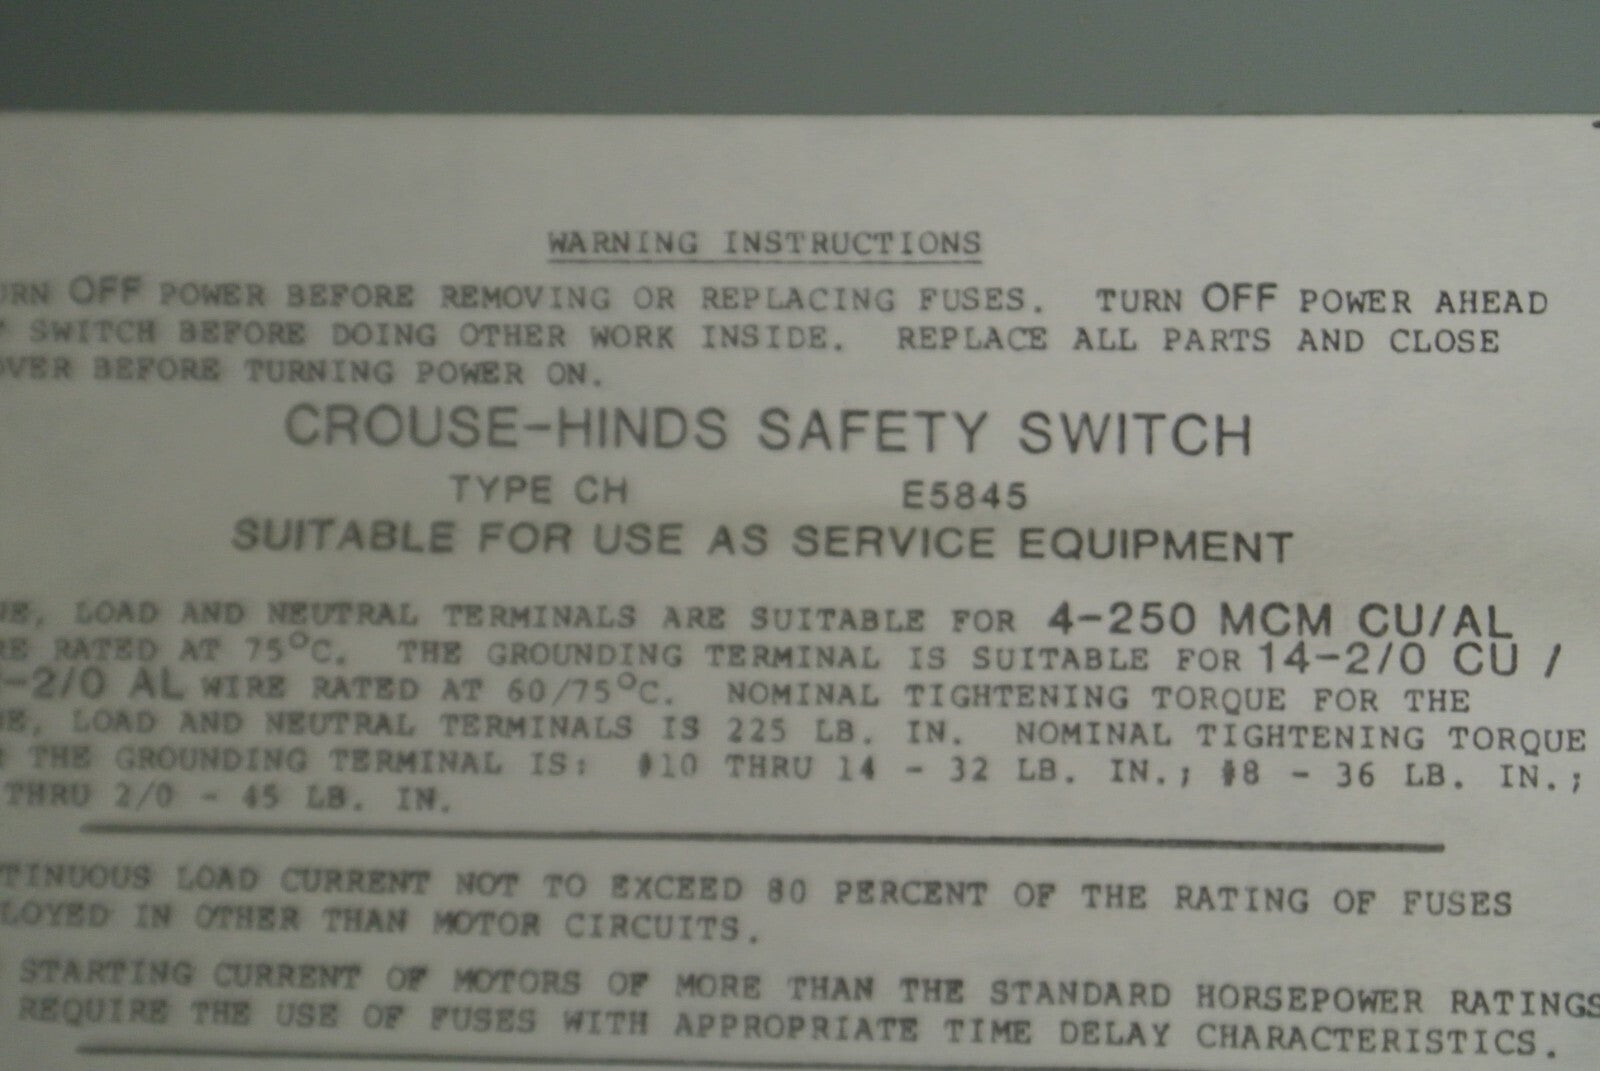 WARNING INSTRUCTIONS
URN OFF POWER BEFORE REMOVING OR REPLACING FUSES. TURN OFF POWER AHEAD
SWITCH BEFORE DOING OTHER WORK INSIDE. REPLACE ALL PARTS AND CLOSE
OVER BEFORE TURNING POWER ON.
CROUSE-HINDS SAFETY SWITCH
TYPE CH E5845
SUITABLE FOR USE AS SERVICE EQUIPMENT
NE, LOAD AND NEUTRAL TERMINALS ARE SUITABLE FOR 4-250 MCM CU/AL
RE RATED AT 75°C. THE GROUNDING TERMINAL IS SUITABLE FOR 14-2/0 CU /
-2/0 AL WIRE RATED AT 60/75°C. NOMINAL TIGHTENING TORQUE FOR THE
NE, LOAD AND NEUTRAL TERMINALS IS 225 LB. IN. NOMINAL TIGHTENING TORQUE
THE GROUNDING TERMINAL IS: #10 THRU 14 - 32 LB. IN.; #8 - 36 LB. IN.;
THRU 2/0 - 45 LB. IN.
TINUOUS LOAD CURRENT NOT TO EXCEED 80 PERCENT OF THE RATING OF FUSES
LOYED IN OTHER THAN MOTOR CIRCUITS.
STARTING CURRENT OF MOTORS OF MORE THAN THE STANDARD HORSEPOWER RATINGS
REQUIRE THE USE OF FUSES WITH APPROPRIATE TIME DELAY CHARACTERISTICS.